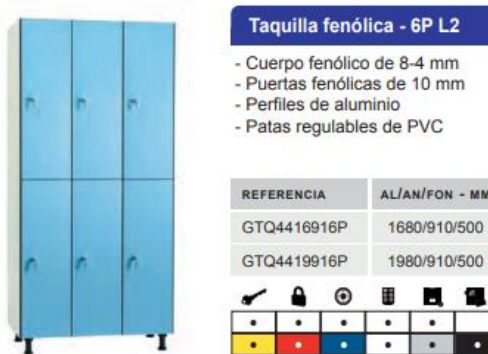 Taquilla fenólica - 6P L2
- Cuerpo fenólico de 8-4 mm
- Puertas fenólicas de 10 mm
- Perfiles de aluminio
- Patas regulables de PVC
REFERENCIA AL/AN/FON - MM
GTQ4416916P 1680/910/500
GTQ4419916P 1980/910/500